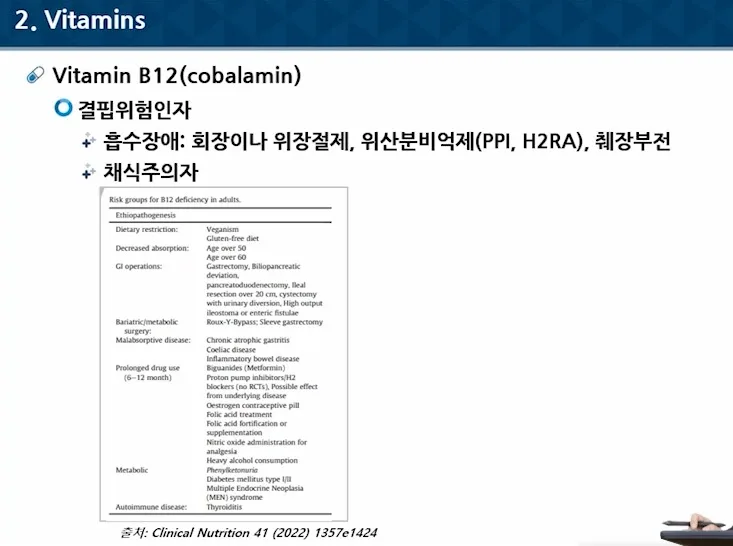 2. Vitamins
Vitamin B12(cobalamin)
결핍위험인자
흡수장애: 회장이나 위장절제, 위산분비억제(PPI, H2RA), 췌장부전
채식주의자
Risk groups for B12 deficiency in adults.
Ethiopathogenesis
Dietary restriction: Veganism
Gluten-free diet
Decreased absorption: Age over 50
Age over 60
GI operations: Gastrectomy, Biliopancreatic
deviation,
pancreatoduodenectomy, Ileal
resection over 20 cm, cystectomy
with urinary diversion, High output
ileostoma or enteric fistulae
Bariatric/metabolic Roux-Y-Bypass; Sleeve gastrectomy
surgery:
Malabsorptive disease: Chronic atrophic gastritis
Coeliac disease
Inflammatory bowel disease
Prolonged drug use Biguanides (Metformin)
(6–12 month) Proton pump inhibitors/H2
blockers (no RCTs), Possible effect
from underlying disease
Oestrogen contraceptive pill
Folic acid treatment
Folic acid fortification or
supplementation
Nitric oxide administration for
analgesia
Heavy alcohol consumption
Metabolic Phenylketonuria
Diabetes mellitus type I/II
Multiple Endocrine Neoplasia
(MEN) syndrome
Autoimmune disease: Thyroiditis
출처: Clinical Nutrition 41 (2022) 1357e1424